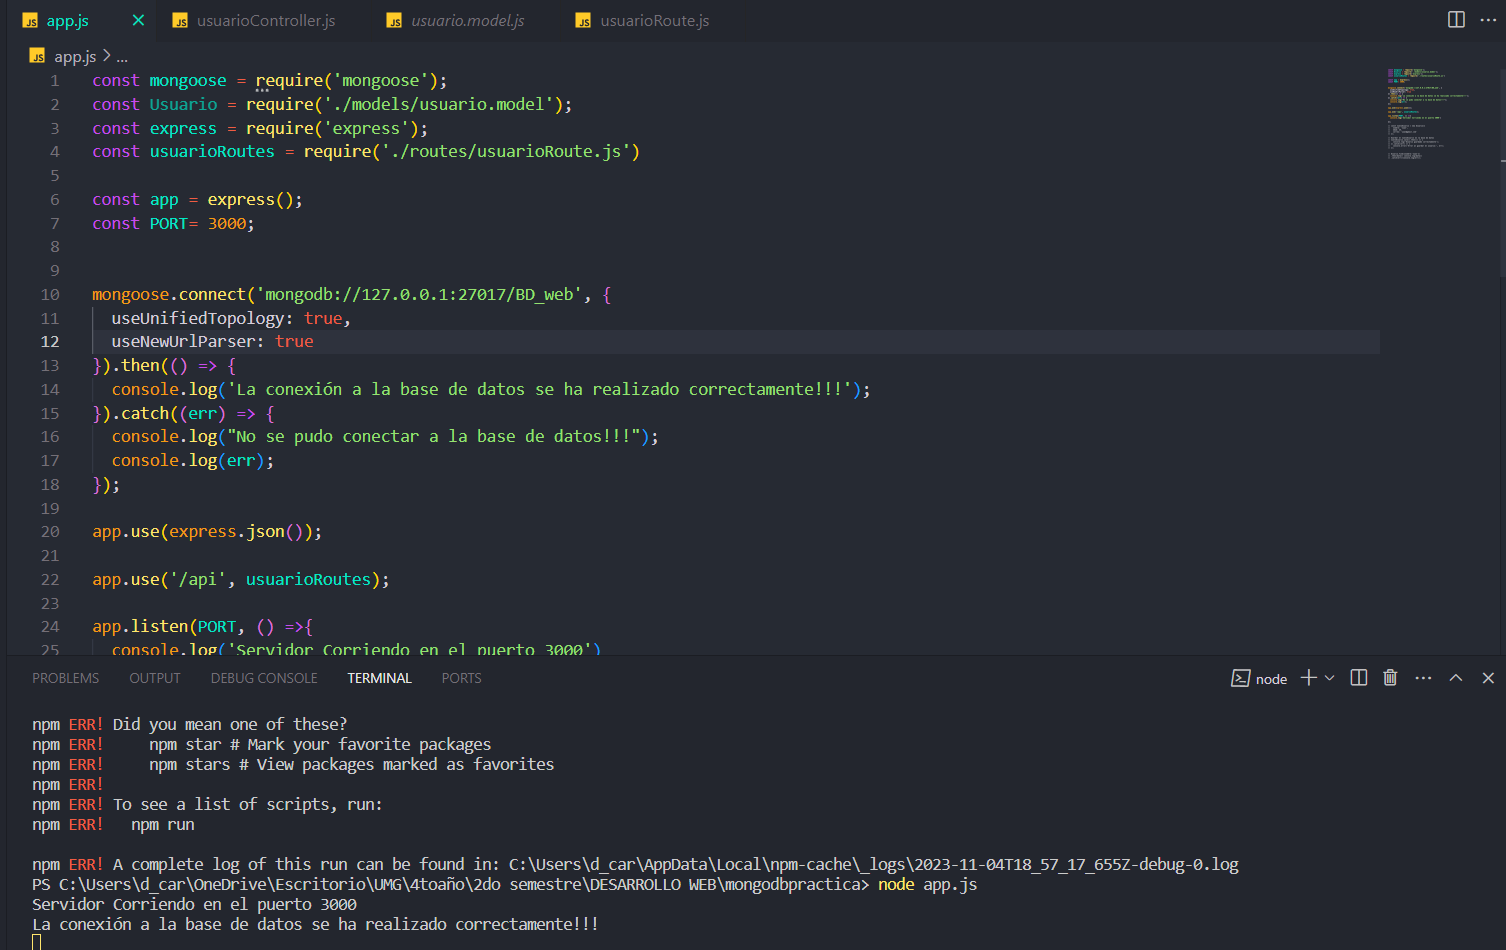 JS app.js × JS usuarioController.js JS usuario.model.js JS usuarioRoute.js
JS app.js > ...
1 const mongoose = require('mongoose');
2 const Usuario = require('./models/usuario.model');
3 const express = require('express');
4 const usuarioRoutes = require('./routes/usuarioRoute.js')
5
6 const app = express();
7 const PORT= 3000;
8
9
10 mongoose.connect('mongodb://127.0.0.1:27017/BD_web', {
11 useUnifiedTopology: true,
12 useNewUrlParser: true
13 }).then(() => {
14 console.log('La conexión a la base de datos se ha realizado correctamente!!!');
15 }).catch((err) => {
16 console.log("No se pudo conectar a la base de datos!!!");
17 console.log(err);
18 });
19
20 app.use(express.json());
21
22 app.use('/api', usuarioRoutes);
23
24 app.listen(PORT, () =>{
25 console.log('Servidor Corriendo en el puerto 3000')
PROBLEMS OUTPUT DEBUG CONSOLE TERMINAL PORTS node
npm ERR! Did you mean one of these?
npm ERR!     npm star # Mark your favorite packages
npm ERR!     npm stars # View packages marked as favorites
npm ERR!
npm ERR! To see a list of scripts, run:
npm ERR!   npm run
npm ERR! A complete log of this run can be found in: C:\Users\d_car\AppData\Local\npm-cache\_logs\2023-11-04T18_57_17_655Z-debug-0.log
PS C:\Users\d_car\OneDrive\Escritorio\UMG\4toaño\2do semestre\DESARROLLO WEB\mongodbpractica> node app.js
Servidor Corriendo en el puerto 3000
La conexión a la base de datos se ha realizado correctamente!!!